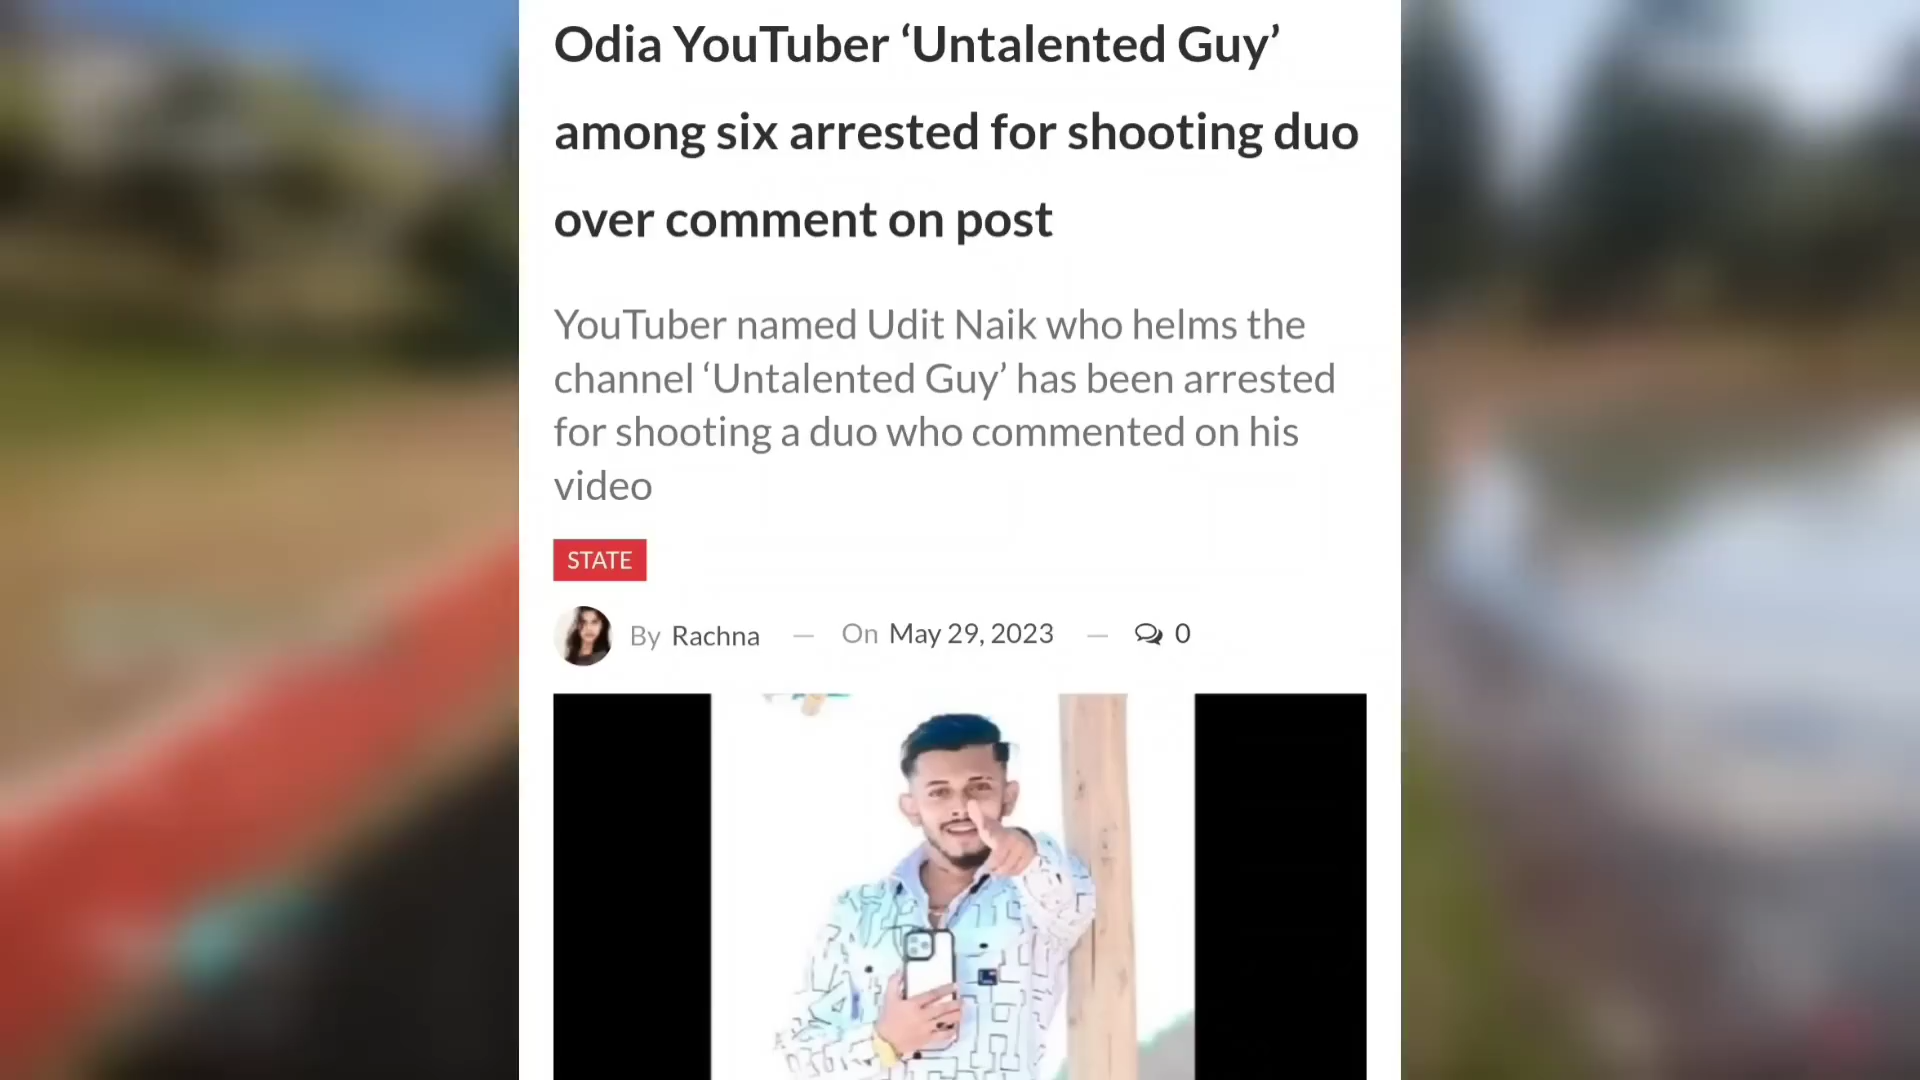 Odia YouTuber ‘Untalented Guy’
among six arrested for shooting duo
over comment on post
YouTuber named Udit Naik who helms the
channel ‘Untalented Guy’ has been arrested
for shooting a duo who commented on his
video
STATE
By Rachna — On May 29, 2023 — 0